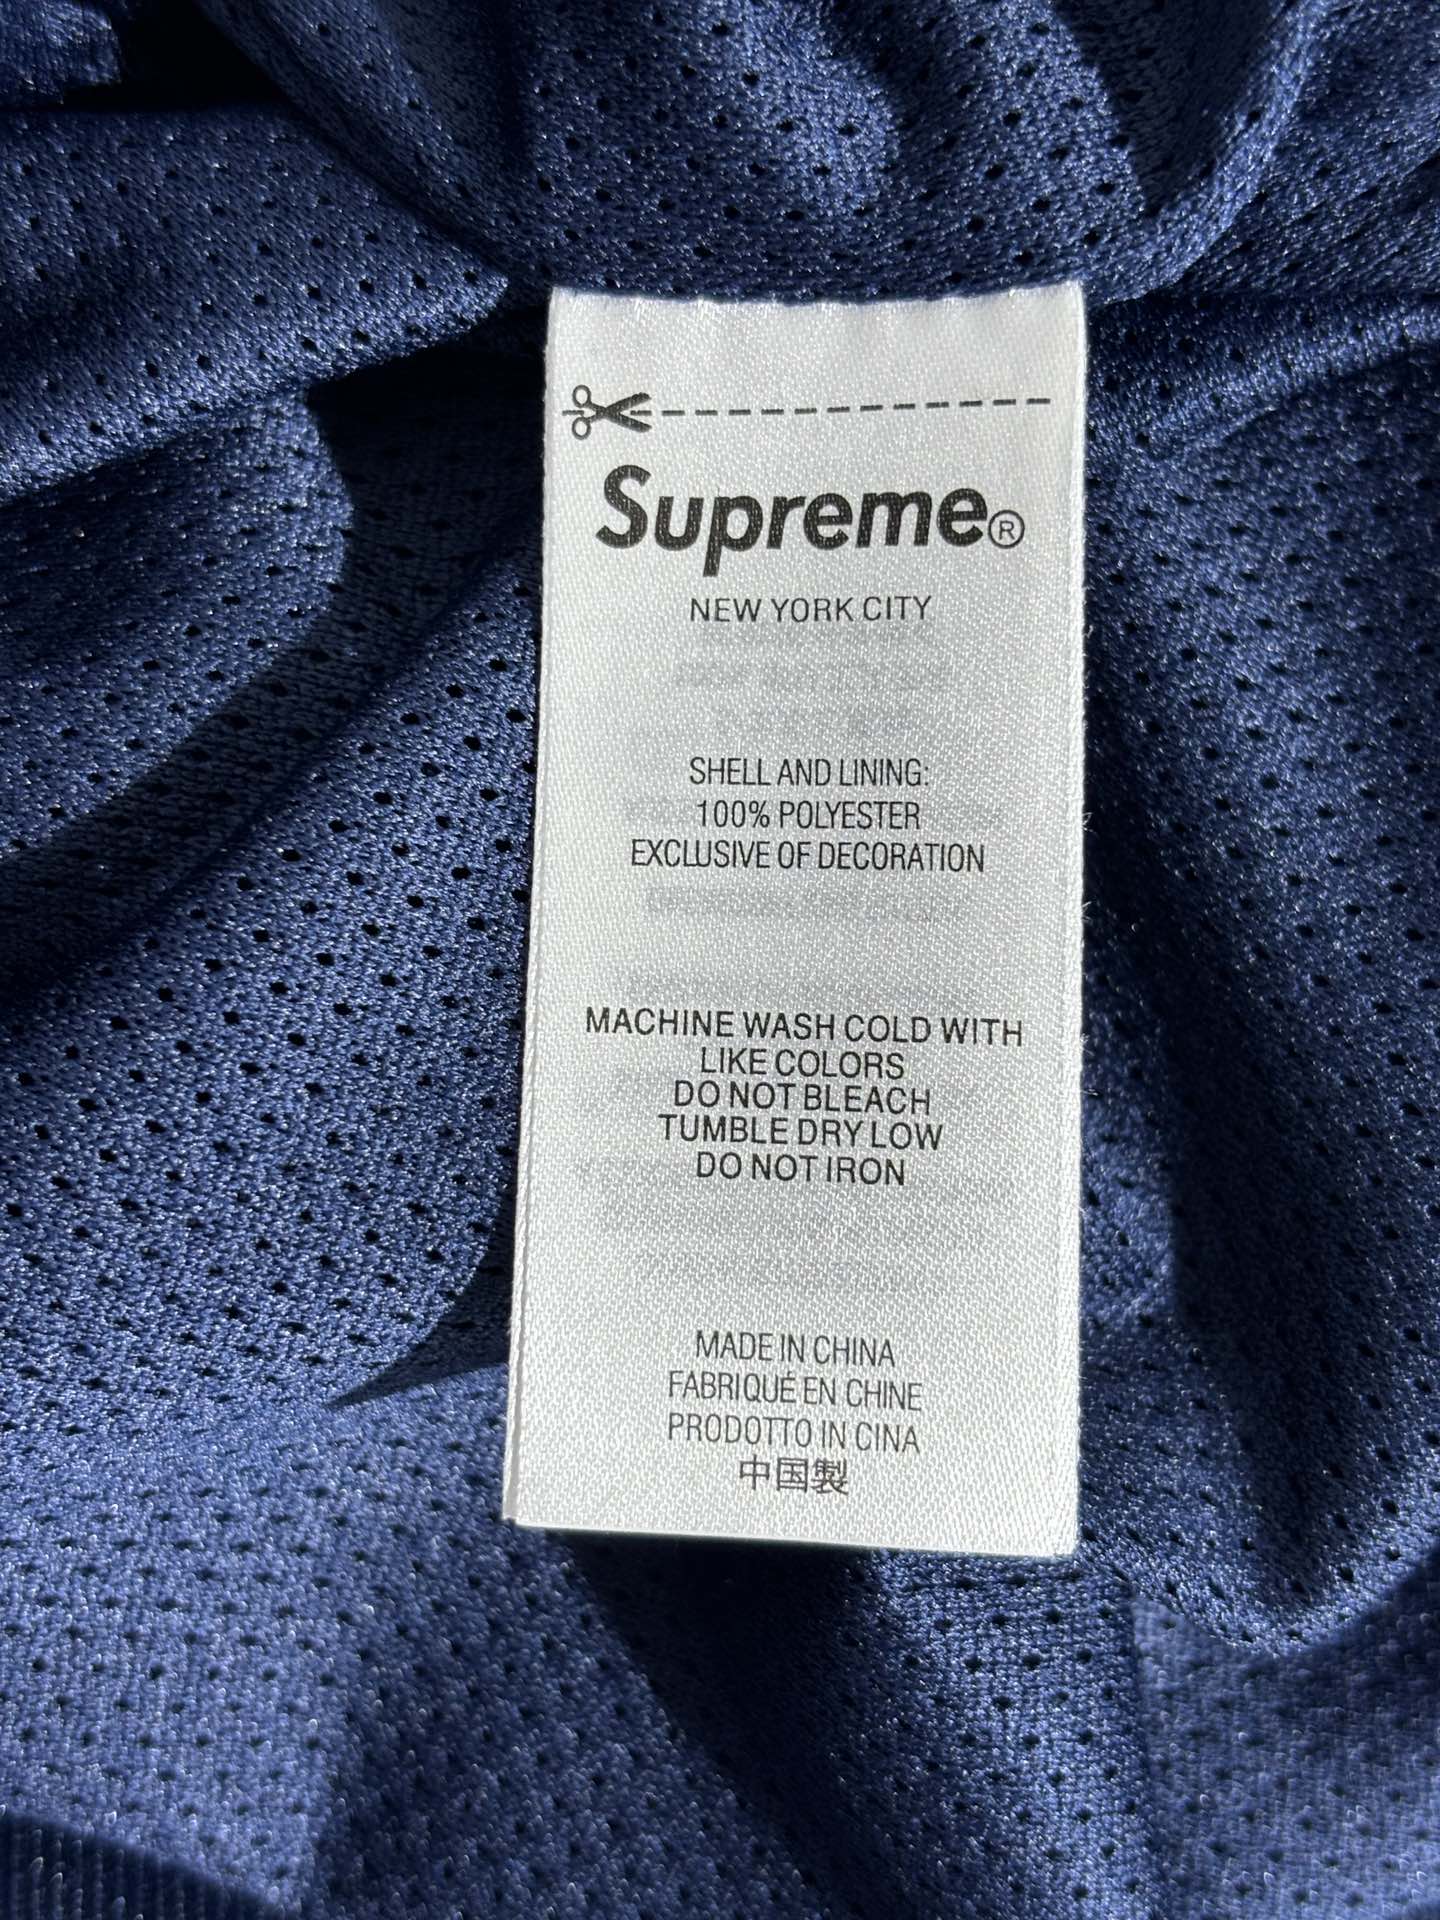 Supreme®
NEW YORK CITY
SHELL AND LINING:
100% POLYESTER
EXCLUSIVE OF DECORATION
MACHINE WASH COLD WITH
LIKE COLORS
DO NOT BLEACH
TUMBLE DRY LOW
DO NOT IRON
MADE IN CHINA
FABRIQUÉ EN CHINE
PRODOTTO IN CINA
中国製